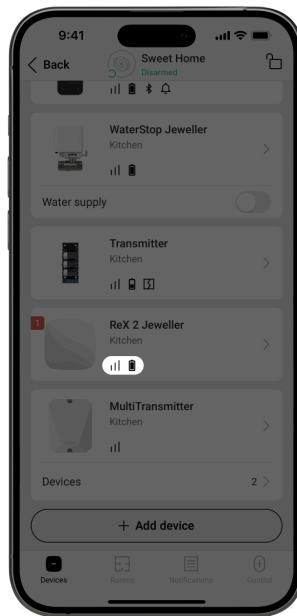 9:41
Back
Sweet Home
Disarmed
WaterStop Jeweller
Kitchen
Water supply
Transmitter
Kitchen
1
ReX 2 Jeweller
Kitchen
MultiTransmitter
Kitchen
Devices 2
+ Add device
Devices Rooms Notifications Control